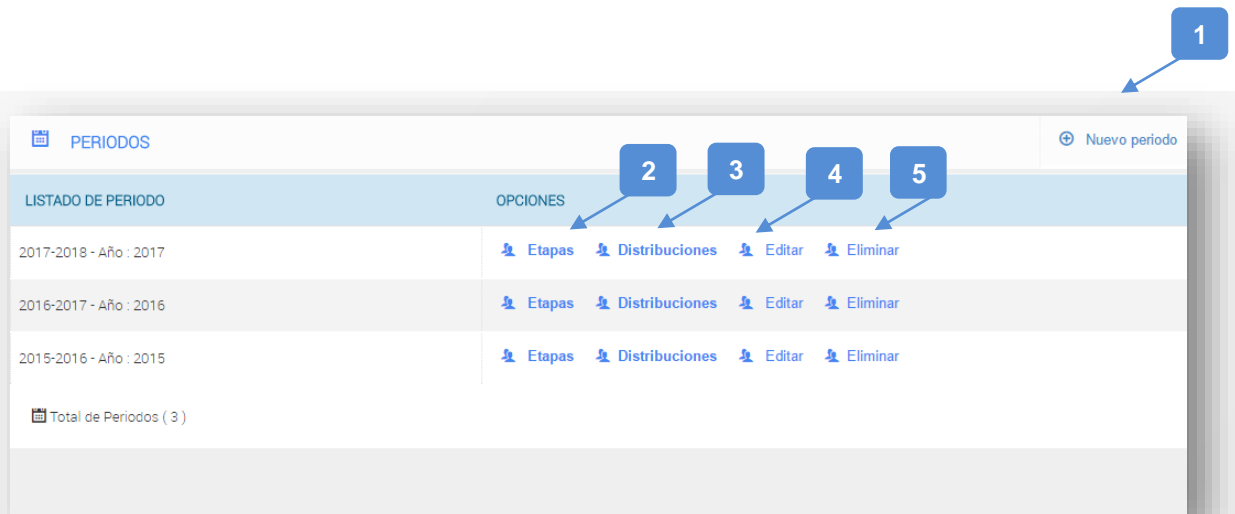 1
PERIODOS
Nuevo periodo
2 3 4 5
LISTADO DE PERIODO OPCIONES
2017-2018 - Año : 2017 Etapas Distribuciones Editar Eliminar
2016-2017 - Año : 2016 Etapas Distribuciones Editar Eliminar
2015-2016 - Año : 2015 Etapas Distribuciones Editar Eliminar
Total de Periodos ( 3 )